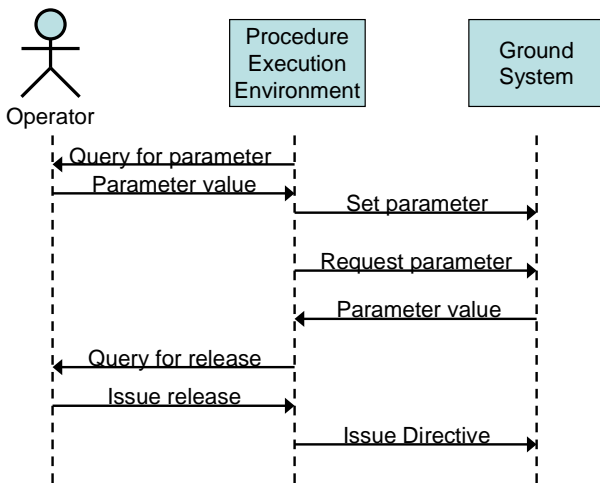 Operator
Procedure
Execution
Environment
Ground
System
Query for parameter
Parameter value
Set parameter
Request parameter
Parameter value
Query for release
Issue release
Issue Directive